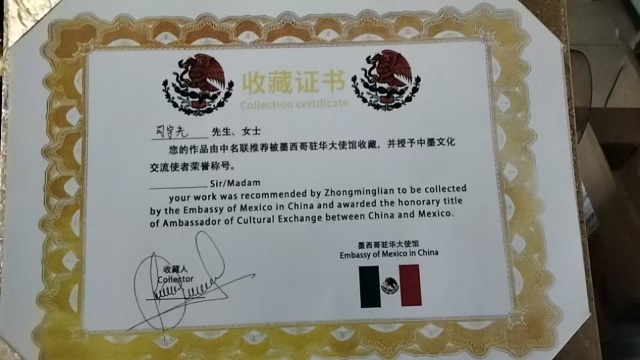 收藏证书
Collection certificate
司守先 先生、女士
您的作品由中名联推荐被墨西哥驻华大使馆收藏，并授予中墨文化
交流使者荣誉称号。
Sir/Madam
your work was recommended by Zhongminglian to be collected
by the Embassy of Mexico in China and awarded the honorary title
of Ambassador of Cultural Exchange between China and Mexico.
收藏人
Collector
墨西哥驻华大使馆
Embassy of Mexico in China